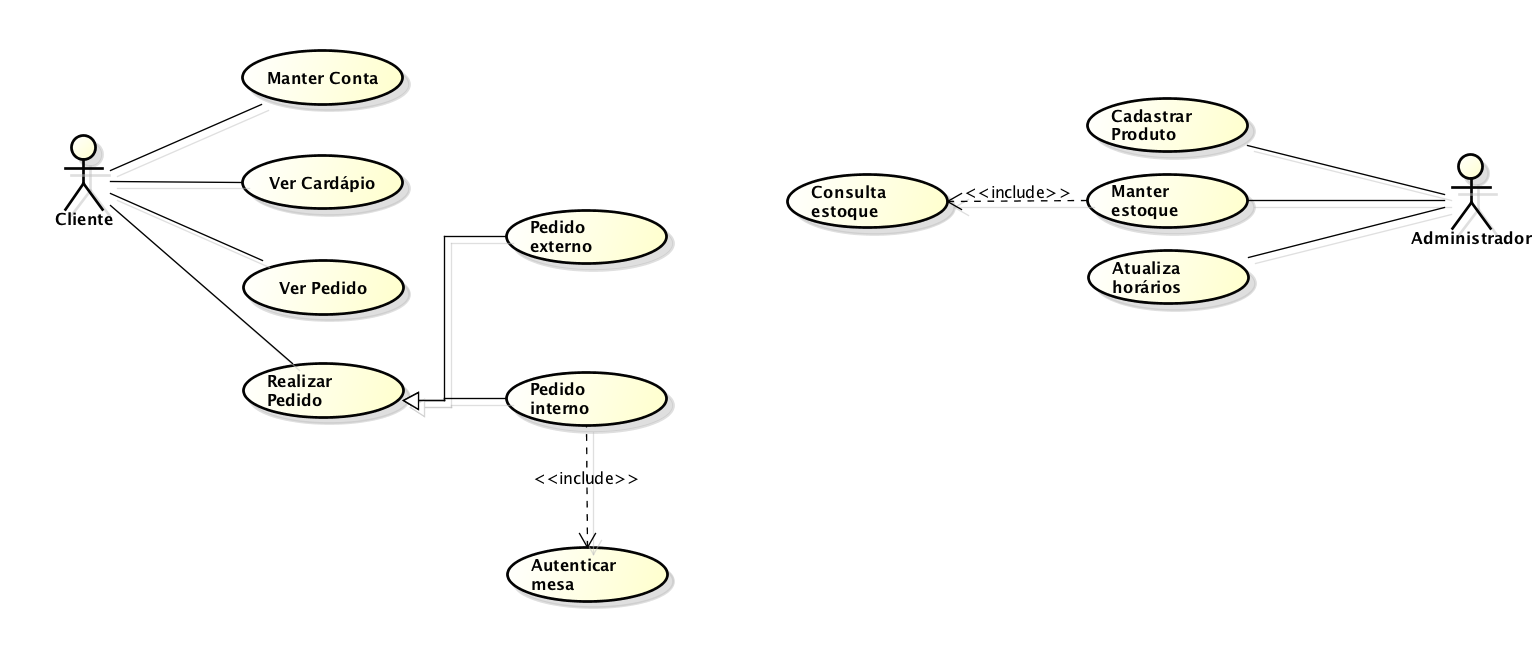 Manter Conta
Ver Cardápio
Cliente
Ver Pedido
Realizar
Pedido
Pedido
externo
Pedido
interno
<<include>>
Autenticar
mesa
Consulta
estoque
<<include>>
Cadastrar
Produto
Manter
estoque
Atualiza
horários
Administrador